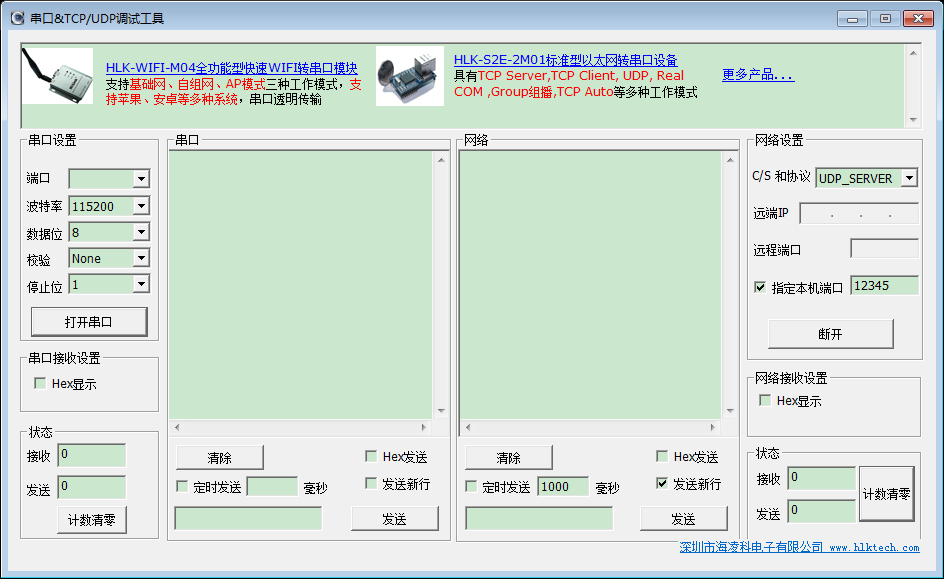 串口&TCP/UDP调试工具
HLK-WIFI-M04全功能型快速WIFI转串口模块
支持基础网、自组网、AP模式三种工作模式，支
持苹果、安卓等多种系统，串口透明传输
HLK-S2E-2M01标准型以太网转串口设备
具有TCP Server,TCP Client, UDP, Real
COM ,Group组播,TCP Auto等多种工作模式
更多产品...
串口设置
端口
波特率 115200
数据位 8
校验 None
停止位 1
打开串口
串口接收设置
Hex显示
状态
接收 0
发送 0
计数清零
串口
清除
Hex发送
定时发送 毫秒
发送新行
发送
网络
清除
Hex发送
定时发送 1000 毫秒
发送新行
发送
网络设置
C/S 和协议 UDP_SERVER
远端IP . . .
远程端口
指定本机端口 12345
断开
网络接收设置
Hex显示
状态
接收 0
发送 0
计数清零
深圳市海凌科电子有限公司 www.hlktech.com